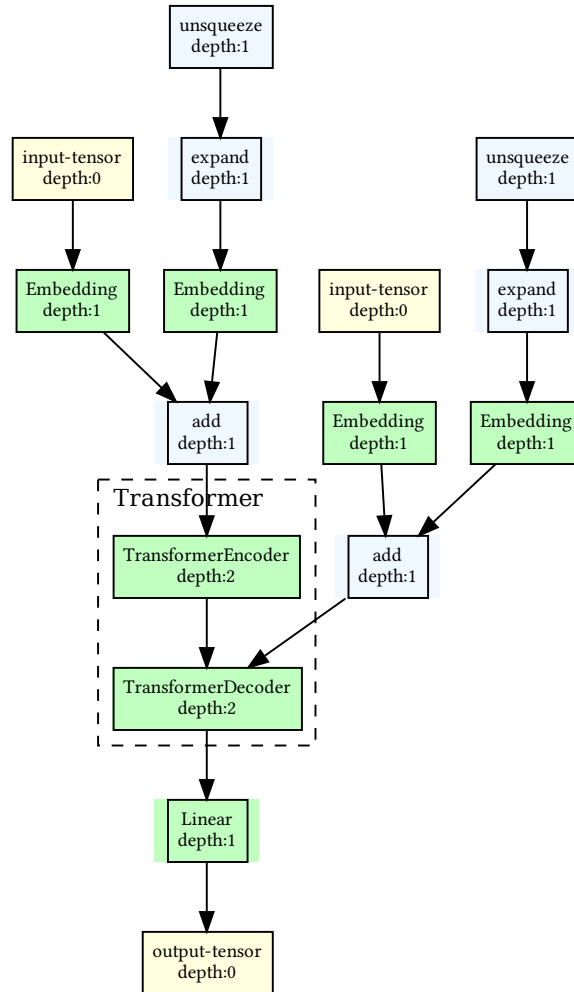 unsqueeze
depth:1
input-tensor
depth:0
expand
depth:1
unsqueeze
depth:1
Embedding
depth:1
Embedding
depth:1
input-tensor
depth:0
expand
depth:1
add
depth:1
Embedding
depth:1
Embedding
depth:1
Transformer
TransformerEncoder
depth:2
add
depth:1
TransformerDecoder
depth:2
Linear
depth:1
output-tensor
depth:0